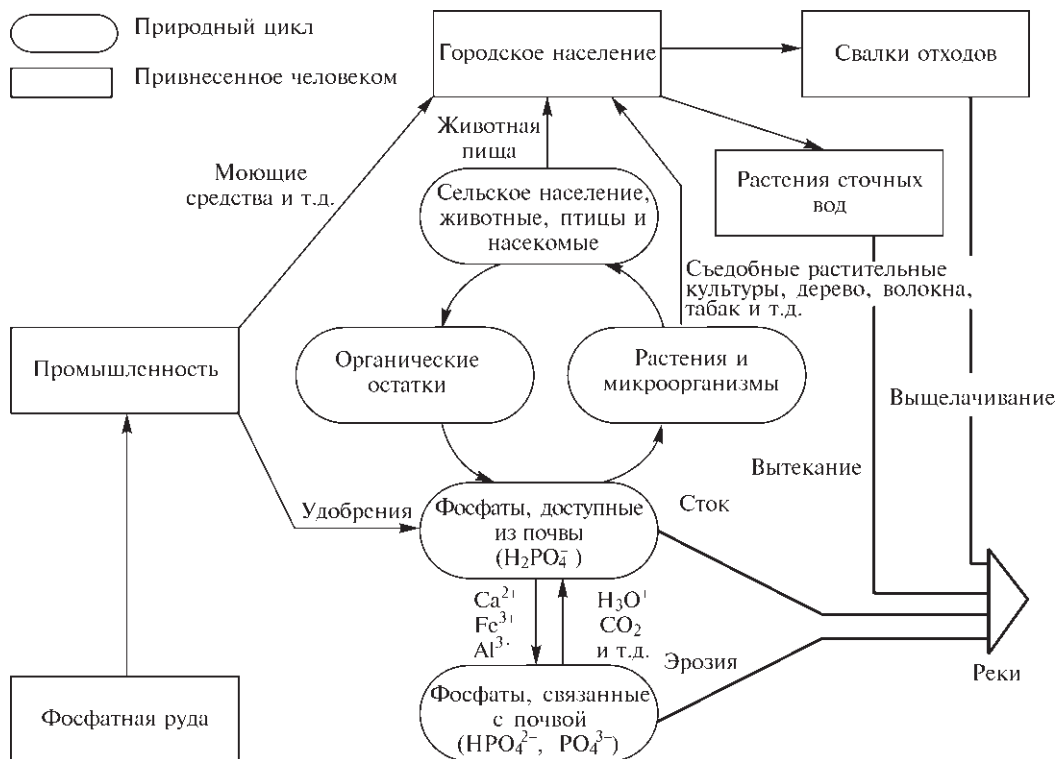 Природный цикл
Привнесенное человеком
Городское население
Свалки отходов
Животная
пища
Моющие
средства и т.д.
Растения сточных
вод
Сельское население,
животные, птицы и
насекомые
Съедобные растительные
культуры, дерево, волокна,
табак и т.д.
Промышленность
Органические
остатки
Растения и
микроорганизмы
Выщелачивание
Вытекание
Удобрения
Фосфаты, доступные
из почвы
(H₂PO₄⁻)
Сток
Ca²⁺
Fe³⁺
Al³⁺
H₃O⁺
CO₂
и т.д.
Эрозия
Реки
Фосфатная руда
Фосфаты, связанные
с почвой
(HPO₄²⁻, PO₄³⁻)